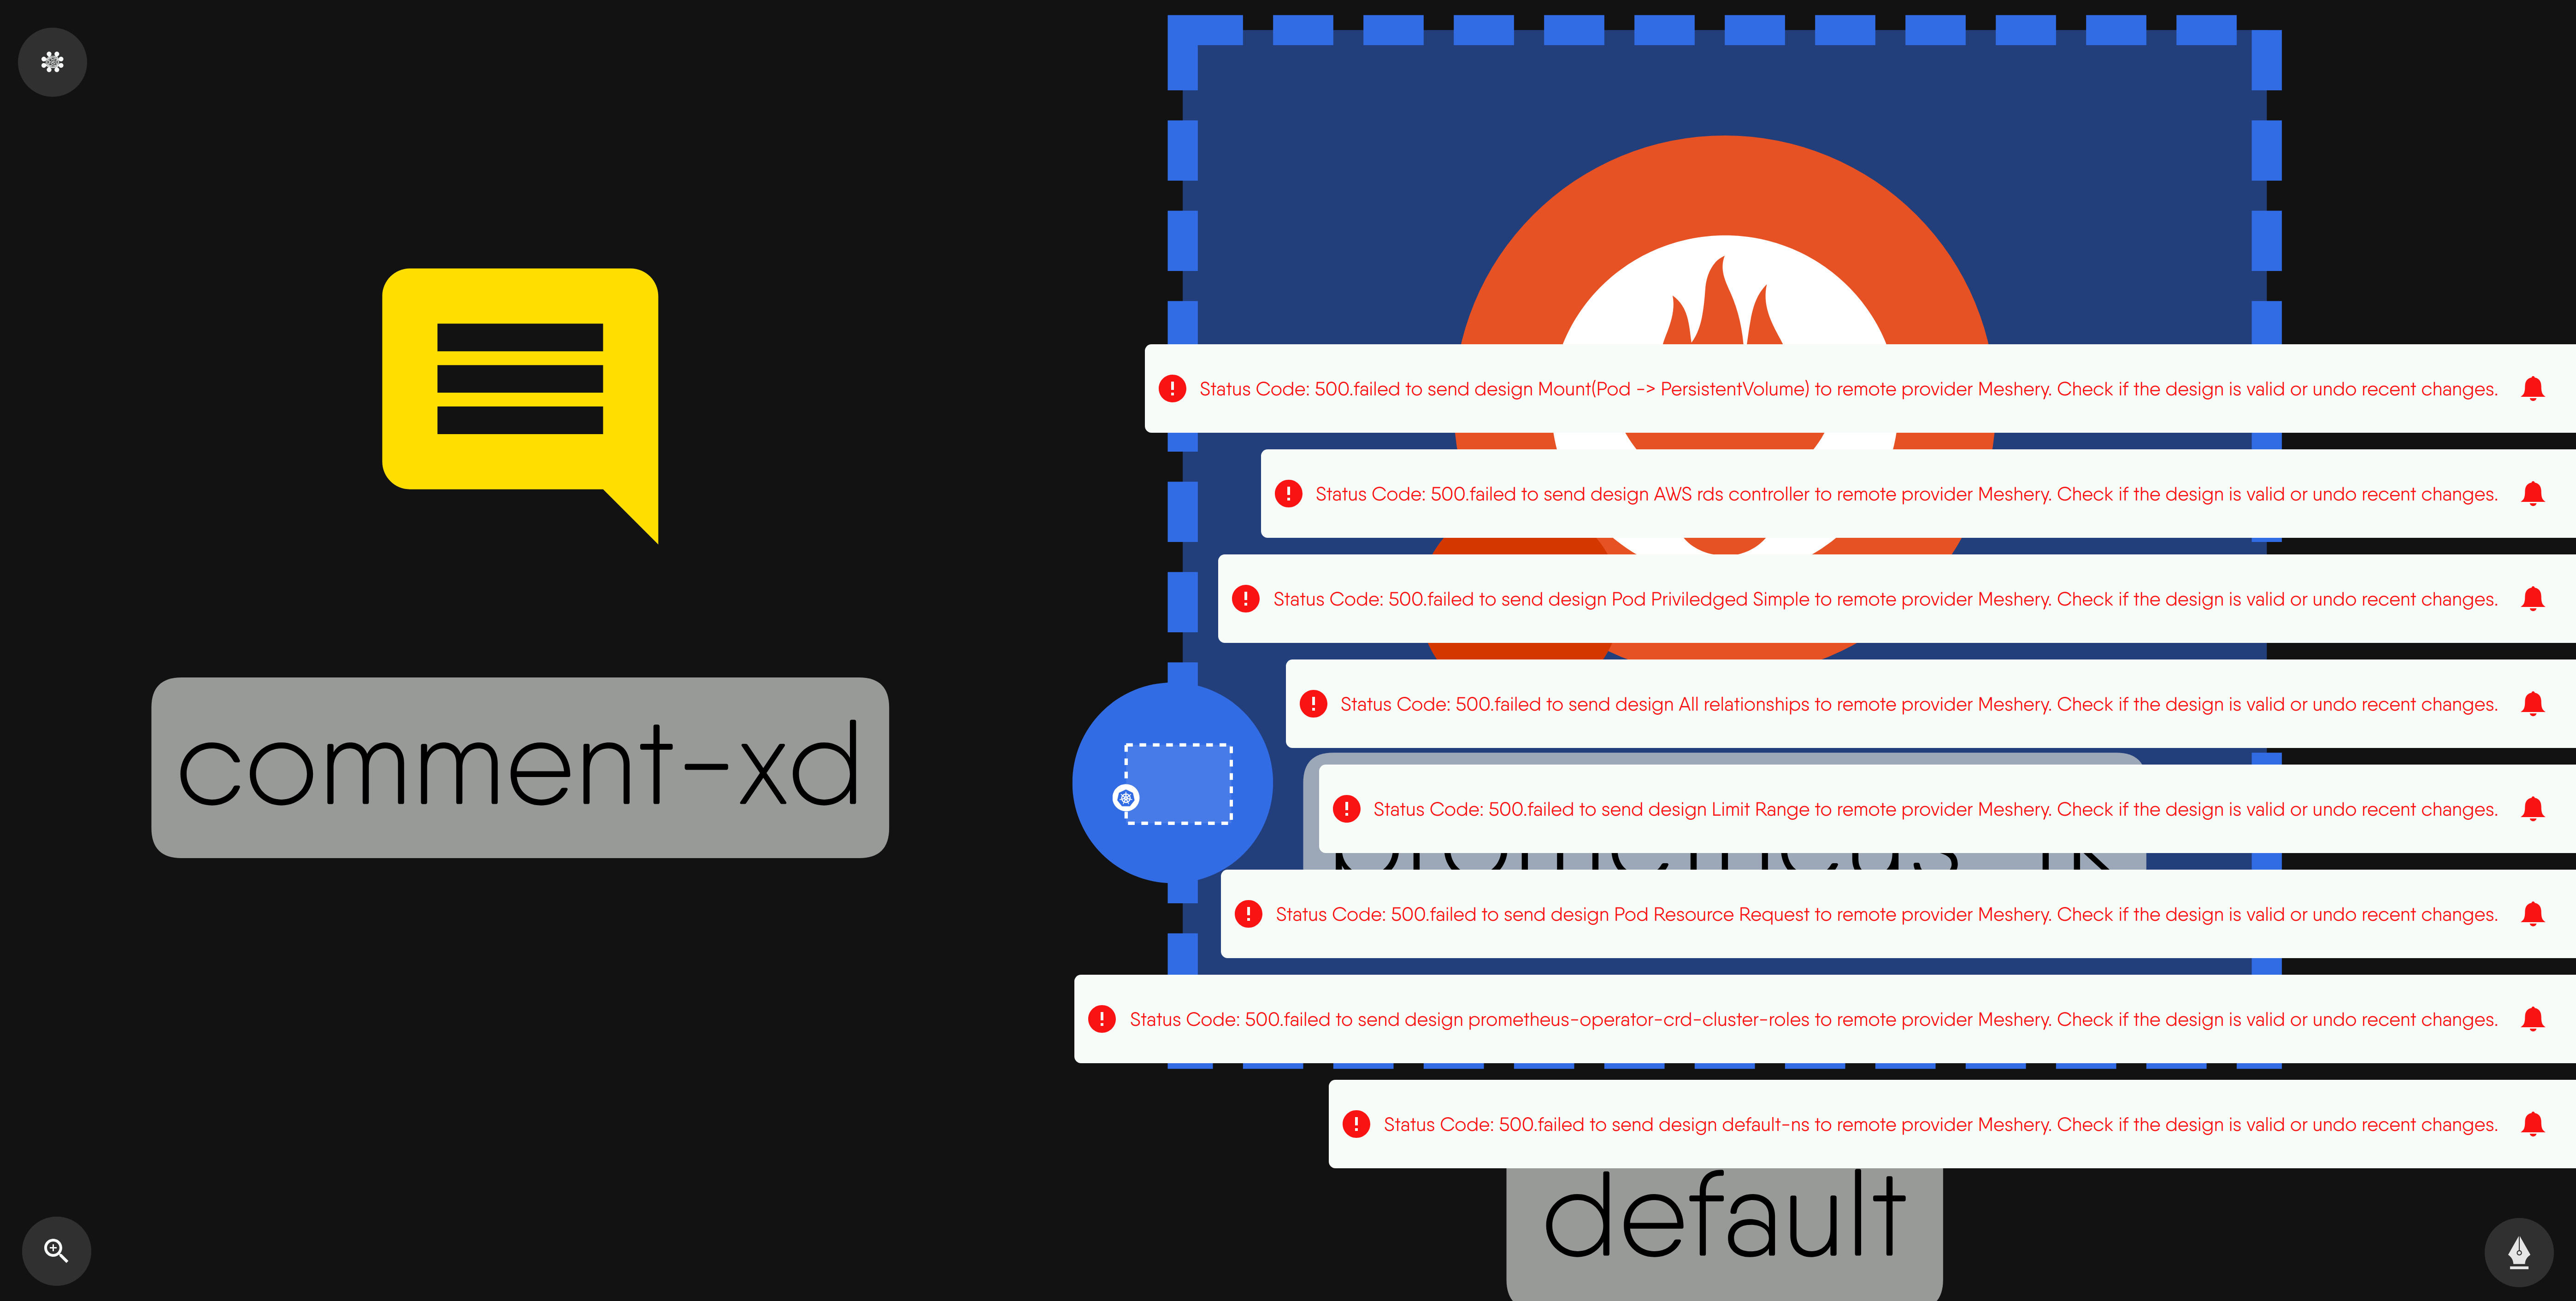 comment-xd
Status Code: 500.failed to send design Mount(Pod -> PersistentVolume) to remote provider Meshery. Check if the design is valid or undo recent changes.
Status Code: 500.failed to send design AWS rds controller to remote provider Meshery. Check if the design is valid or undo recent changes.
Status Code: 500.failed to send design Pod Priviledged Simple to remote provider Meshery. Check if the design is valid or undo recent changes.
Status Code: 500.failed to send design All relationships to remote provider Meshery. Check if the design is valid or undo recent changes.
Status Code: 500.failed to send design Limit Range to remote provider Meshery. Check if the design is valid or undo recent changes.
Status Code: 500.failed to send design Pod Resource Request to remote provider Meshery. Check if the design is valid or undo recent changes.
Status Code: 500.failed to send design prometheus-operator-crd-cluster-roles to remote provider Meshery. Check if the design is valid or undo recent changes.
Status Code: 500.failed to send design default-ns to remote provider Meshery. Check if the design is valid or undo recent changes.
default